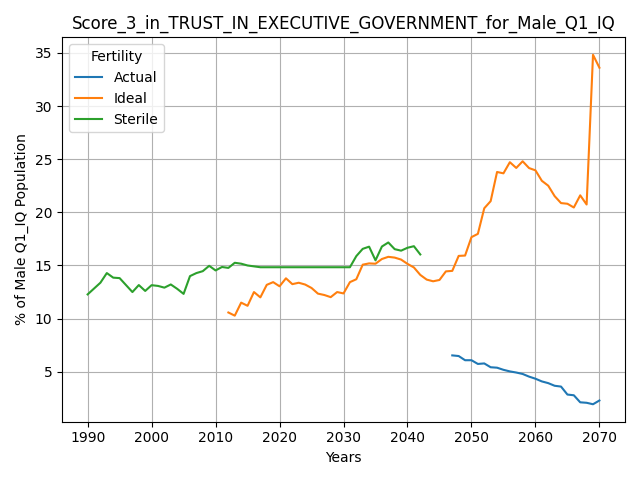 Score_3_in_TRUST_IN_EXECUTIVE_GOVERNMENT_for_Male_Q1_IQ
Fertility
Actual
Ideal
Sterile
% of Male Q1_IQ Population
35
30
25
20
15
10
5
1990 2000 2010 2020 2030 2040 2050 2060 2070
Years